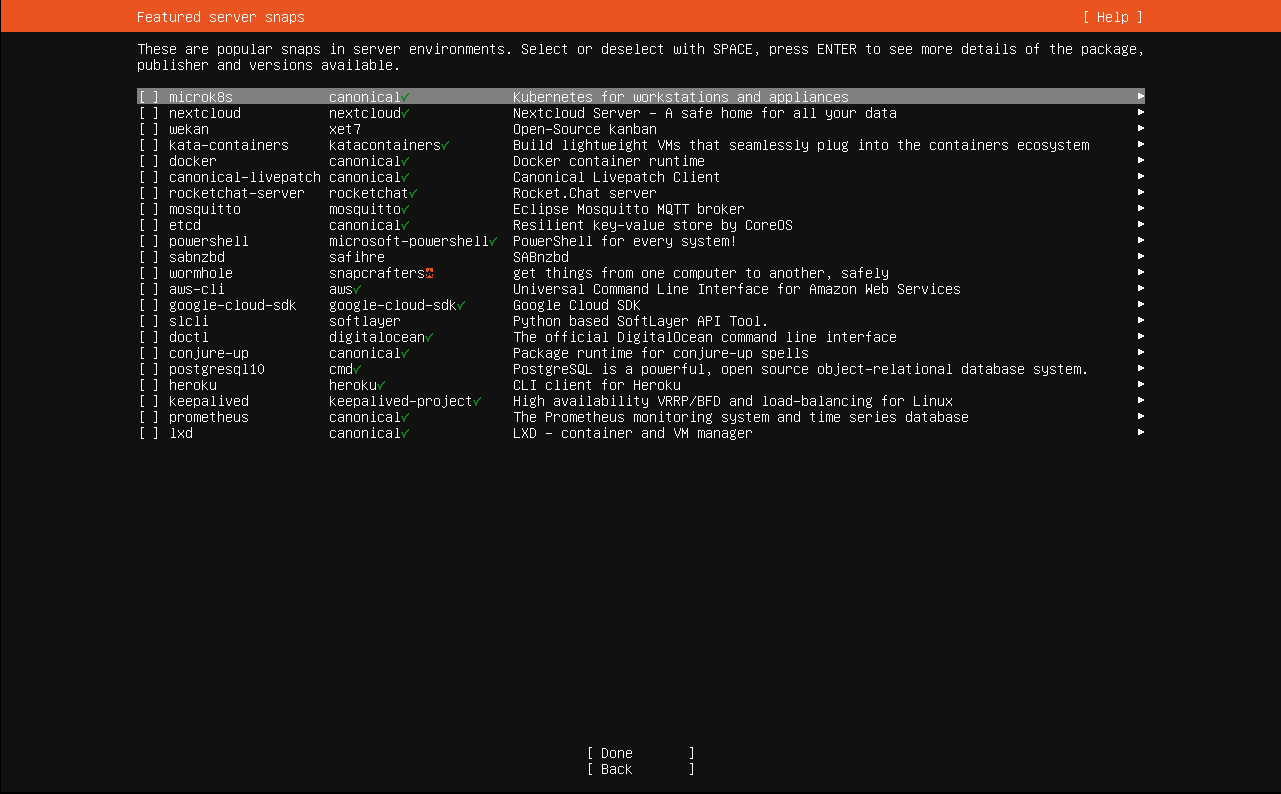 Featured server snaps [ Help ]
These are popular snaps in server environments. Select or deselect with SPACE, press ENTER to see more details of the package,
publisher and versions available.
[ ] microk8s canonical✓ Kubernetes for workstations and appliances ▸
[ ] nextcloud nextcloud✓ Nextcloud Server - A safe home for all your data ▸
[ ] wekan xet7 Open-Source kanban ▸
[ ] kata-containers katacontainers✓ Build lightweight VMs that seamlessly plug into the containers ecosystem ▸
[ ] docker canonical✓ Docker container runtime ▸
[ ] canonical-livepatch canonical✓ Canonical Livepatch Client ▸
[ ] rocketchat-server rocketchat✓ Rocket.Chat server ▸
[ ] mosquitto mosquitto✓ Eclipse Mosquitto MQTT broker ▸
[ ] etcd canonical✓ Resilient key-value store by CoreOS ▸
[ ] powershell microsoft-powershell✓ PowerShell for every system! ▸
[ ] sabnzbd safihre SABnzbd ▸
[ ] wormhole snapcrafters✪ get things from one computer to another, safely ▸
[ ] aws-cli aws✓ Universal Command Line Interface for Amazon Web Services ▸
[ ] google-cloud-sdk google-cloud-sdk✓ Google Cloud SDK ▸
[ ] slcli softlayer Python based SoftLayer API Tool. ▸
[ ] doctl digitalocean✓ The official DigitalOcean command line interface ▸
[ ] conjure-up canonical✓ Package runtime for conjure-up spells ▸
[ ] postgresql10 cmd✓ PostgreSQL is a powerful, open source object-relational database system. ▸
[ ] heroku heroku✓ CLI client for Heroku ▸
[ ] keepalived keepalived-project✓ High availability VRRP/BFD and load-balancing for Linux ▸
[ ] prometheus canonical✓ The Prometheus monitoring system and time series database ▸
[ ] lxd canonical✓ LXD - container and VM manager ▸
[ Done ]
[ Back ]